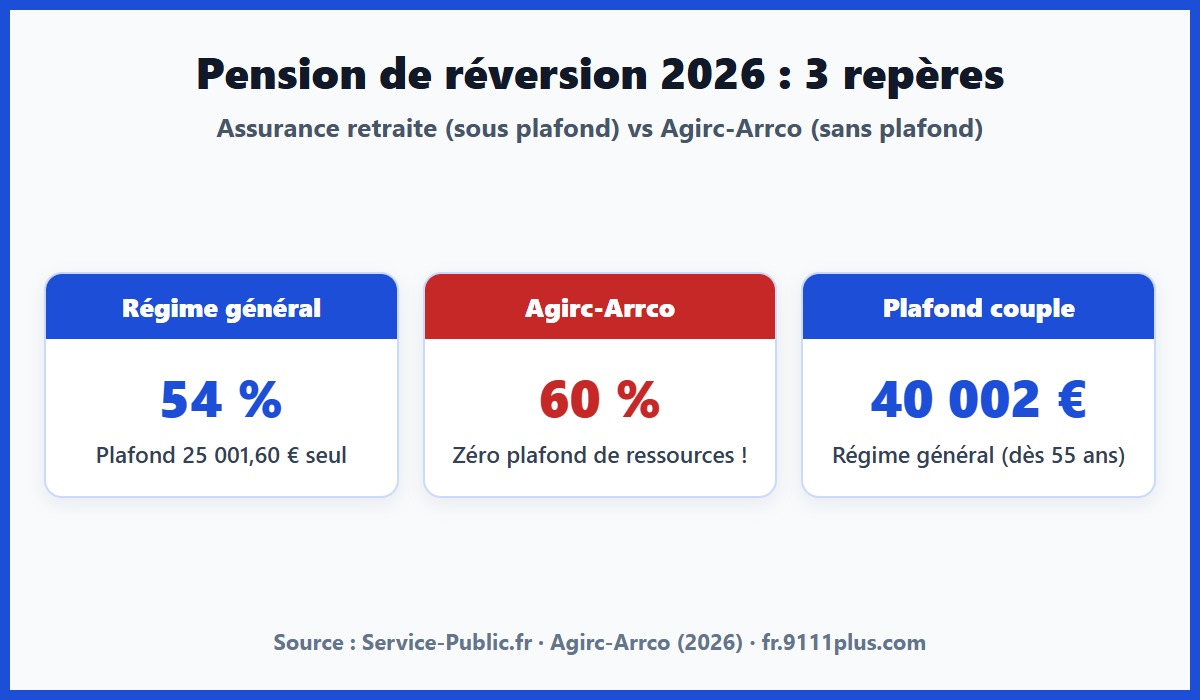 Pension de réversion 2026 : 3 repères
Assurance retraite (sous plafond) vs Agirc-Arrco (sans plafond)
Régime général
54 %
Plafond 25 001,60 € seul
Agirc-Arrco
60 %
Zéro plafond de ressources !
Plafond couple
40 002 €
Régime général (dès 55 ans)
Source : Service-Public.fr · Agirc-Arrco (2026) · fr.9111plus.com